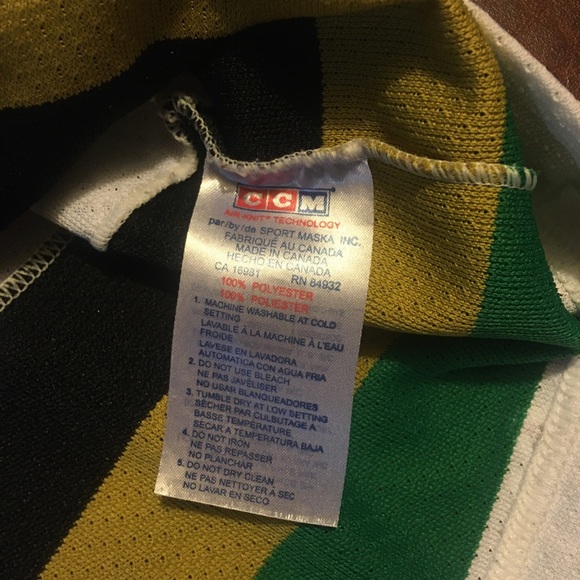 CCM
AIR-KNIT® TECHNOLOGY
par/by/de SPORT MASKA INC.
FABRIQUÉ AU CANADA
MADE IN CANADA
HECHO EN CANADA
CA 16981 RN 84932
100% POLYESTER
100% POLIESTER
1. MACHINE WASHABLE AT COLD
SETTING
LAVABLE À LA MACHINE À L'EAU
FROIDE
LAVESE EN LAVADORA
AUTOMATICA CON AGUA FRIA
2. DO NOT USE BLEACH
NE PAS JAVÉLISER
NO USAR BLANQUEADORES
3. TUMBLE DRY AT LOW SETTING
SÉCHER PAR CULBUTAGE À
BASSE TEMPÉRATURE
SECAR A TEMPERATURA BAJA
4. DO NOT IRON
NE PAS REPASSER
NO PLANCHAR
5. DO NOT DRY CLEAN
NE PAS NETTOYER À SEC
NO LAVAR EN SECO